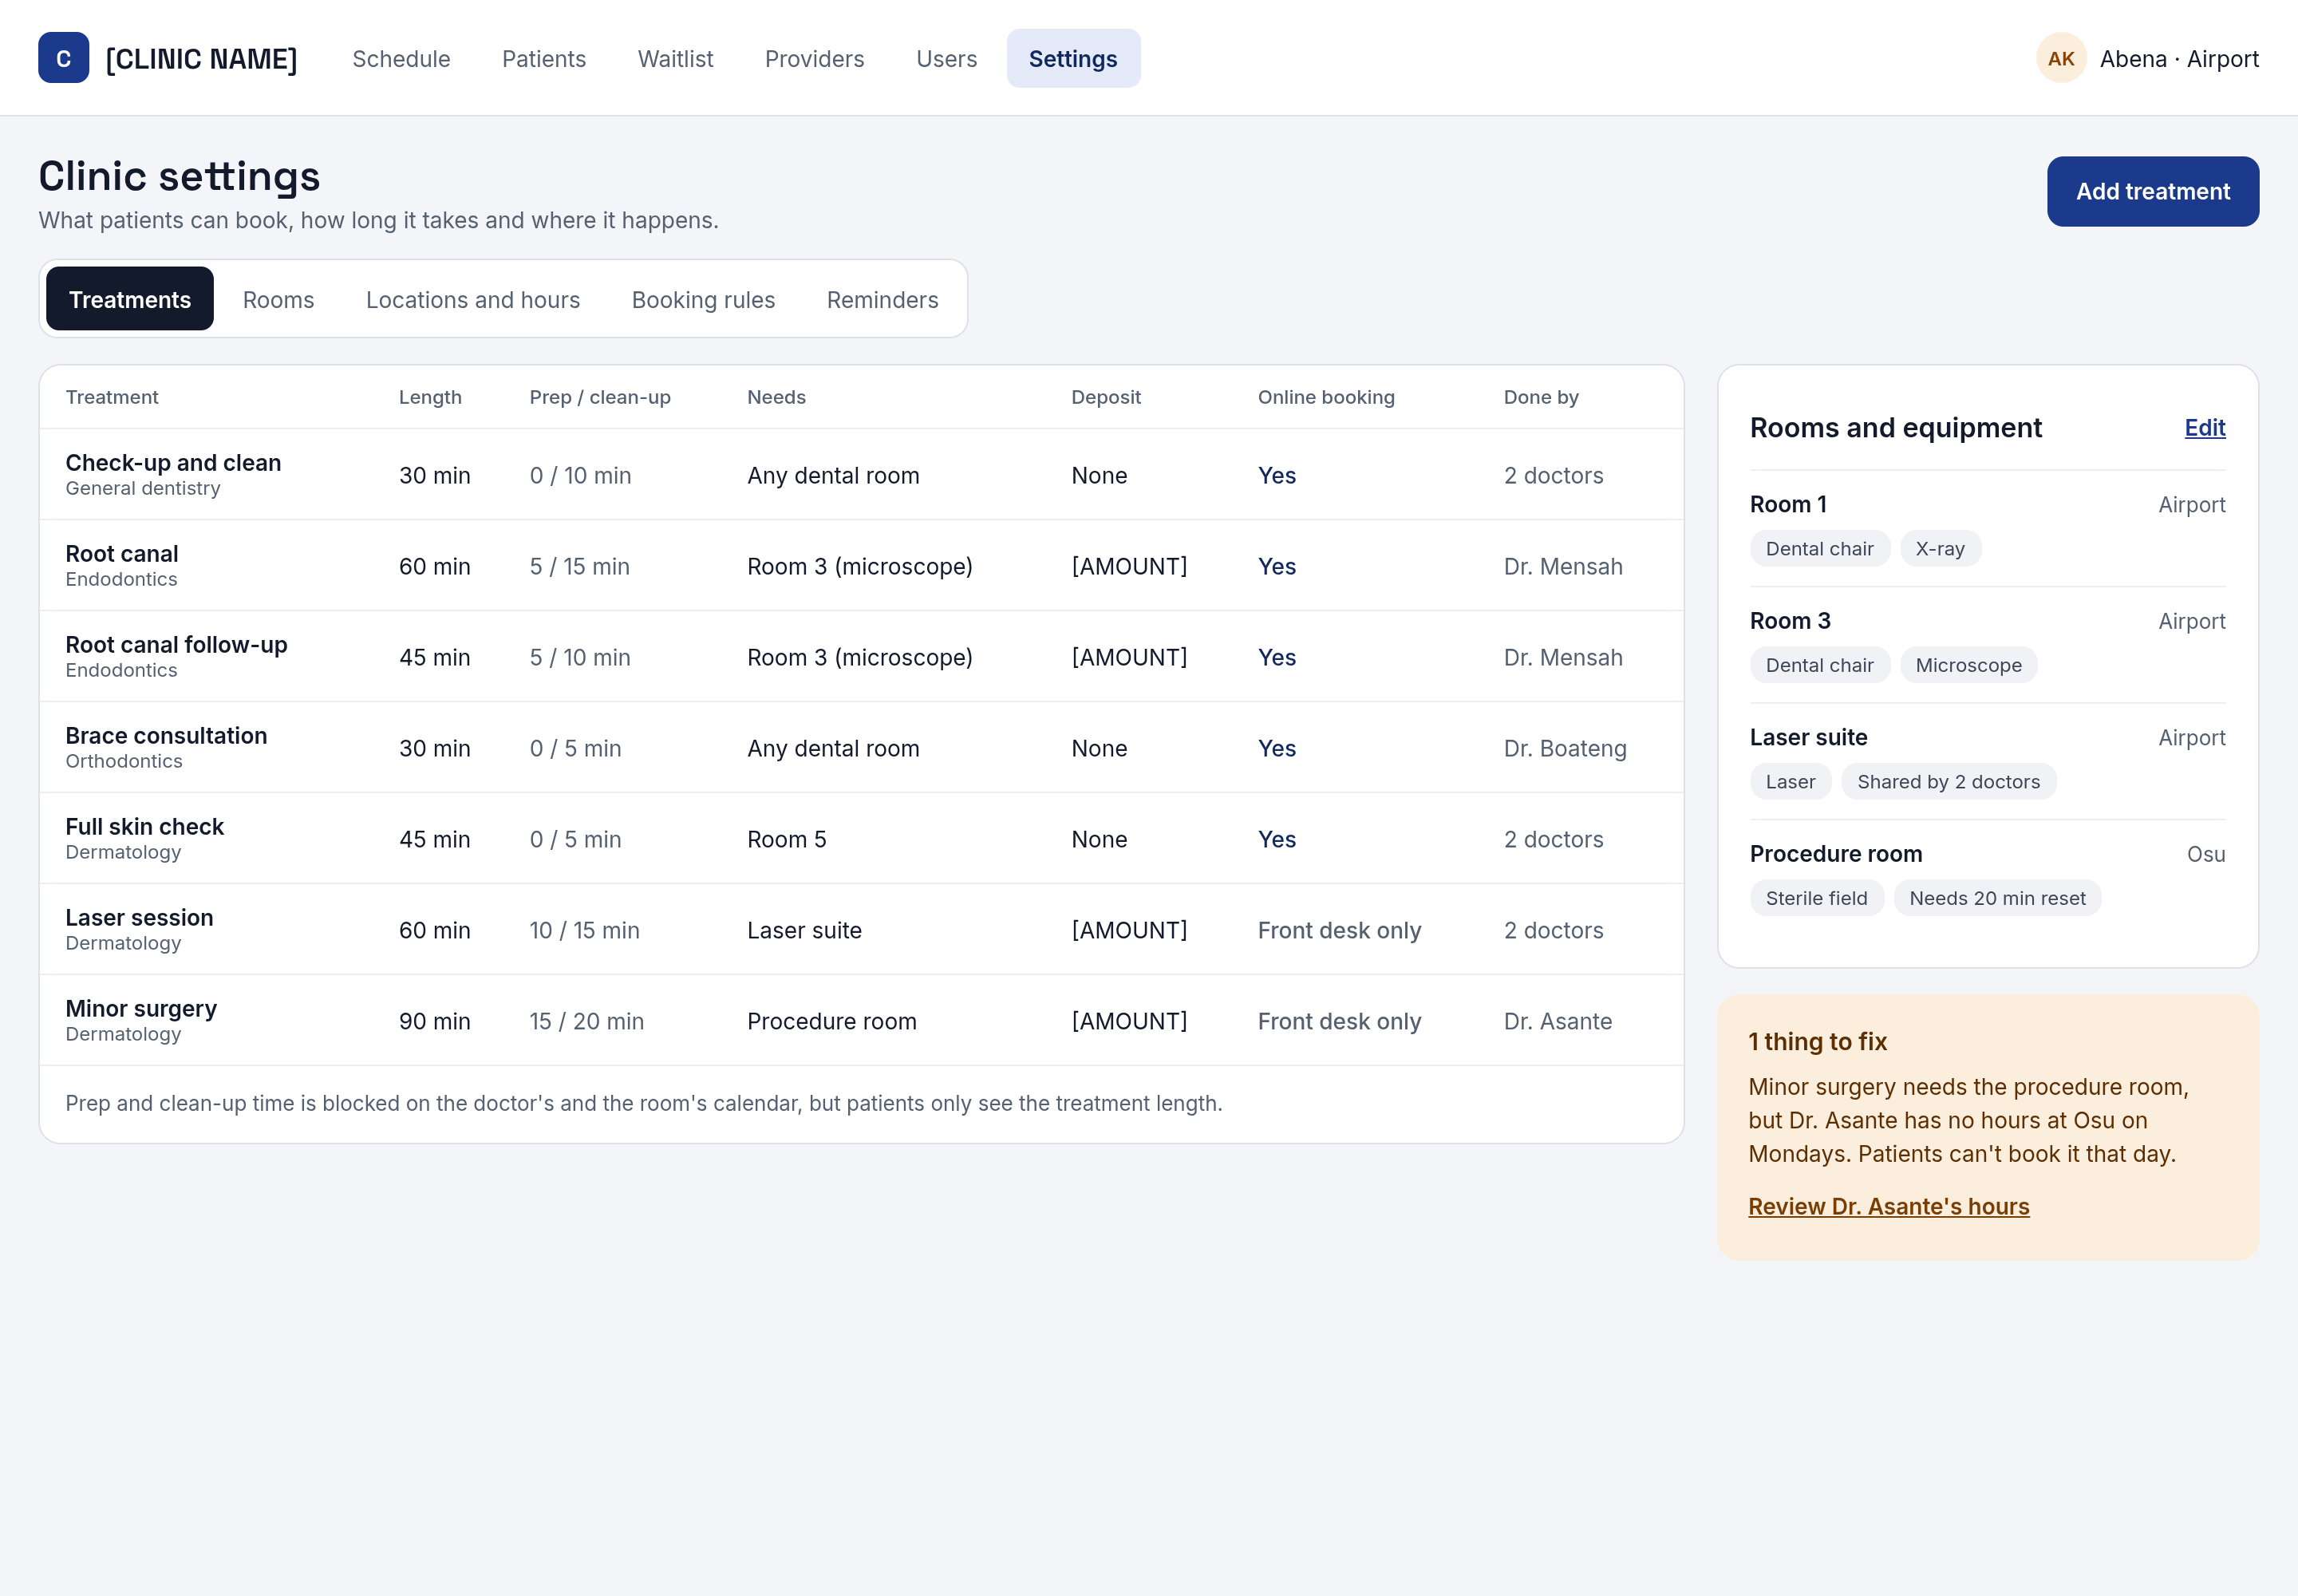 C [CLINIC NAME] Schedule Patients Waitlist Providers Users Settings AK Abena · Airport
Clinic settings
What patients can book, how long it takes and where it happens.
Add treatment
Treatments Rooms Locations and hours Booking rules Reminders
Treatment Length Prep / clean-up Needs Deposit Online booking Done by
Check-up and clean
General dentistry
30 min 0 / 10 min Any dental room None Yes 2 doctors
Root canal
Endodontics
60 min 5 / 15 min Room 3 (microscope) [AMOUNT] Yes Dr. Mensah
Root canal follow-up
Endodontics
45 min 5 / 10 min Room 3 (microscope) [AMOUNT] Yes Dr. Mensah
Brace consultation
Orthodontics
30 min 0 / 5 min Any dental room None Yes Dr. Boateng
Full skin check
Dermatology
45 min 0 / 5 min Room 5 None Yes 2 doctors
Laser session
Dermatology
60 min 10 / 15 min Laser suite [AMOUNT] Front desk only 2 doctors
Minor surgery
Dermatology
90 min 15 / 20 min Procedure room [AMOUNT] Front desk only Dr. Asante
Prep and clean-up time is blocked on the doctor's and the room's calendar, but patients only see the treatment length.
Rooms and equipment Edit
Room 1 Airport
Dental chair X-ray
Room 3 Airport
Dental chair Microscope
Laser suite Airport
Laser Shared by 2 doctors
Procedure room Osu
Sterile field Needs 20 min reset
1 thing to fix
Minor surgery needs the procedure room,
but Dr. Asante has no hours at Osu on
Mondays. Patients can't book it that day.
Review Dr. Asante's hours